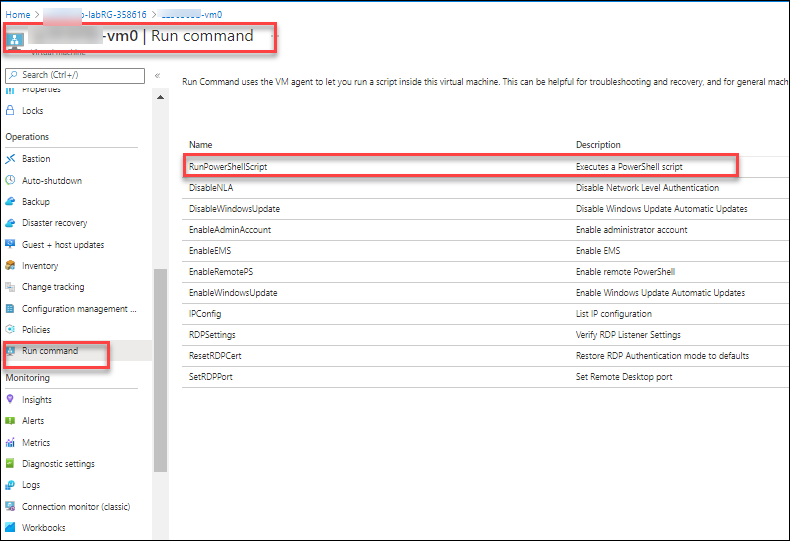 Home > o-labRG-358616 > -vm0
-vm0 | Run command ...
Virtual machine
Search (Ctrl+/) «
Properties
Locks
Operations
Bastion
Auto-shutdown
Backup
Disaster recovery
Guest + host updates
Inventory
Change tracking
Configuration management ...
Policies
Run command
Monitoring
Insights
Alerts
Metrics
Diagnostic settings
Logs
Connection monitor (classic)
Workbooks
Run Command uses the VM agent to let you run a script inside this virtual machine. This can be helpful for troubleshooting and recovery, and for general mach
Name Description
RunPowerShellScript Executes a PowerShell script
DisableNLA Disable Network Level Authentication
DisableWindowsUpdate Disable Windows Update Automatic Updates
EnableAdminAccount Enable administrator account
EnableEMS Enable EMS
EnableRemotePS Enable remote PowerShell
EnableWindowsUpdate Enable Windows Update Automatic Updates
IPConfig List IP configuration
RDPSettings Verify RDP Listener Settings
ResetRDPCert Restore RDP Authentication mode to defaults
SetRDPPort Set Remote Desktop port